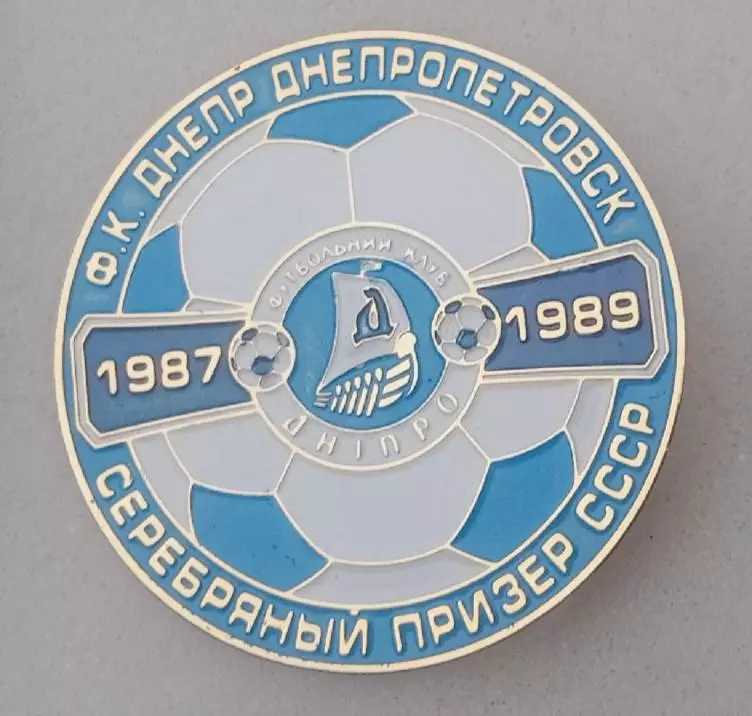 Ф.К. ДНЕПР ДНЕПРОПЕТРОВСК
ФУТБОЛЬНИЙ КЛУБ
Д
1987
1989
ДНІПРО
СЕРЕБРЯНЫЙ ПРИЗЕР СССР